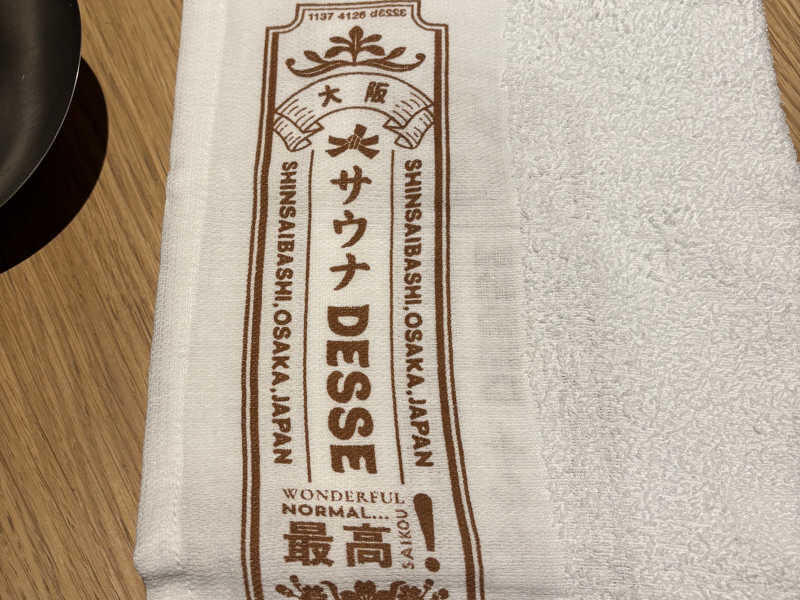 1137 4126 d£ssε
大阪
サウナ DESSE
SHINSAIBASHI,OSAKA,JAPAN
SHINSAIBASHI,OSAKA,JAPAN
WONDERFUL
NORMAL...
最高!
SAIKOU